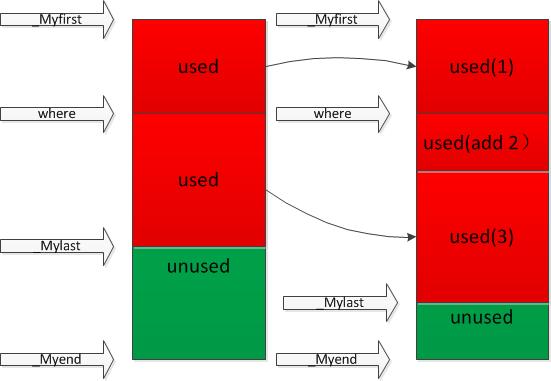 _Myfirst
used
where
used
_Mylast
unused
_Myend
_Myfirst
used(1)
where
used(add 2）
used(3)
_Mylast
unused
_Myend